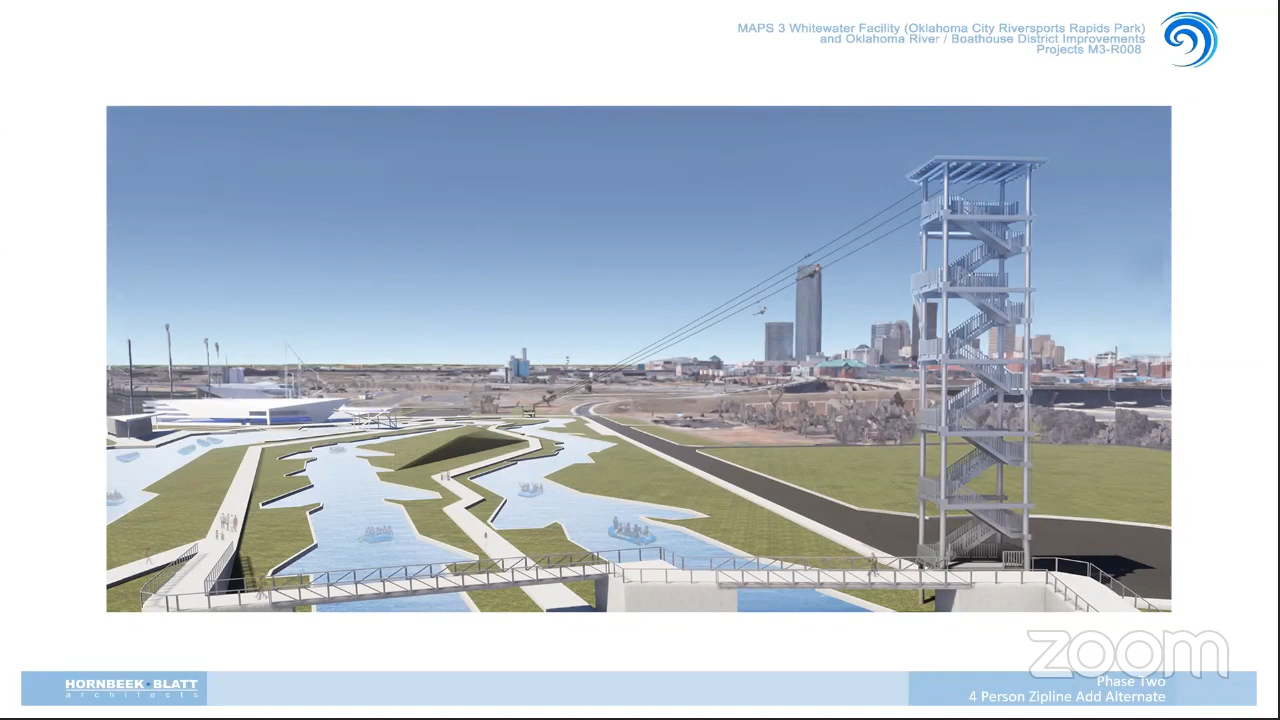 MAPS 3 Whitewater Facility (Oklahoma City Riversports Rapids Park)
and Oklahoma River / Boathouse District Improvements
Projects M3-R008
zoom
HORNBEEK·BLATT
architects
Phase Two
4 Person Zipline Add Alternate